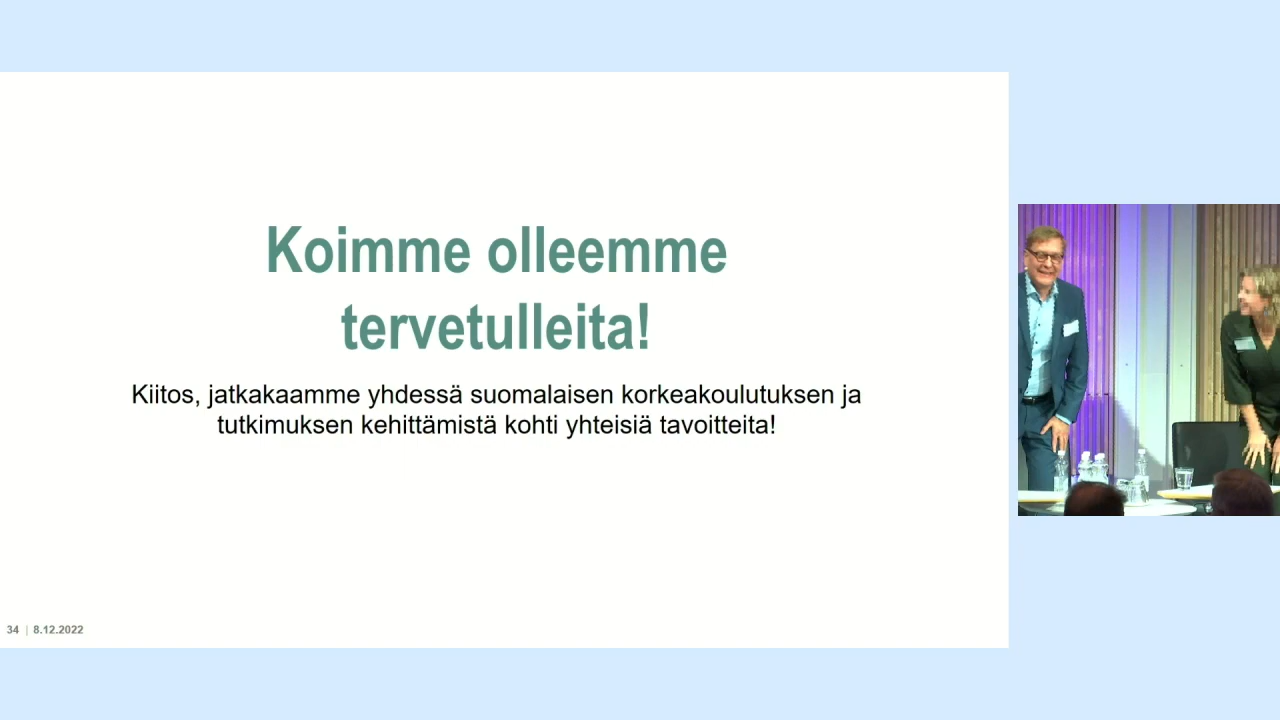 Koimme olleemme
tervetulleita!
Kiitos, jatkakaamme yhdessä suomalaisen korkeakoulutuksen ja
tutkimuksen kehittämistä kohti yhteisiä tavoitteita!
34 | 8.12.2022